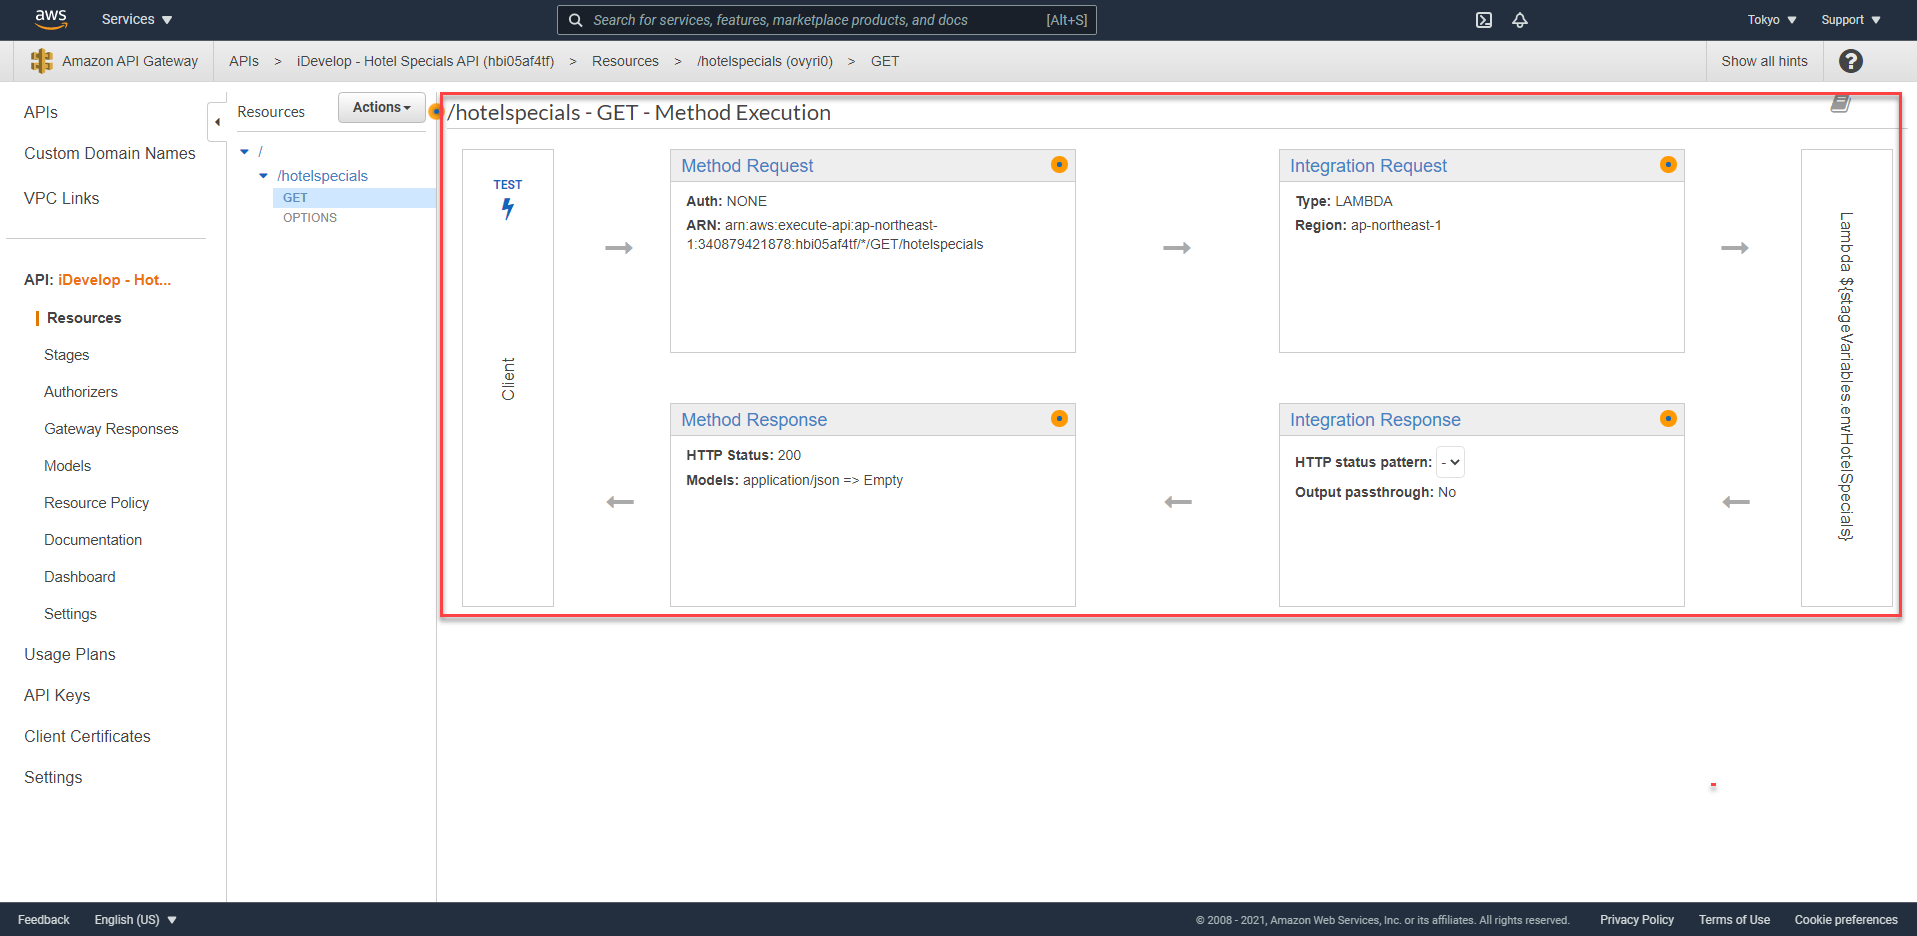 aws
Services
Search for services, features, marketplace products, and docs
[Alt+S]
Tokyo
Support
Amazon API Gateway
APIs > iDevelop - Hotel Specials API (hbi05af4tf) > Resources > /hotelspecials (ovyri0) > GET
Show all hints
?
APIs
Custom Domain Names
VPC Links
API: iDevelop - Hot...
Resources
Stages
Authorizers
Gateway Responses
Models
Resource Policy
Documentation
Dashboard
Settings
Usage Plans
API Keys
Client Certificates
Settings
Resources
Actions
/
/hotelspecials
GET
OPTIONS
/hotelspecials - GET - Method Execution
TEST
Client
Method Request
Auth: NONE
ARN: arn:aws:execute-api:ap-northeast-
1:340879421878:hbi05af4tf/*/GET/hotelspecials
Integration Request
Type: LAMBDA
Region: ap-northeast-1
Lambda ${stageVariables.envHotelSpecials}
Method Response
HTTP Status: 200
Models: application/json => Empty
Integration Response
HTTP status pattern: -
Output passthrough: No
Feedback
English (US)
© 2008 - 2021, Amazon Web Services, Inc. or its affiliates. All rights reserved.
Privacy Policy
Terms of Use
Cookie preferences